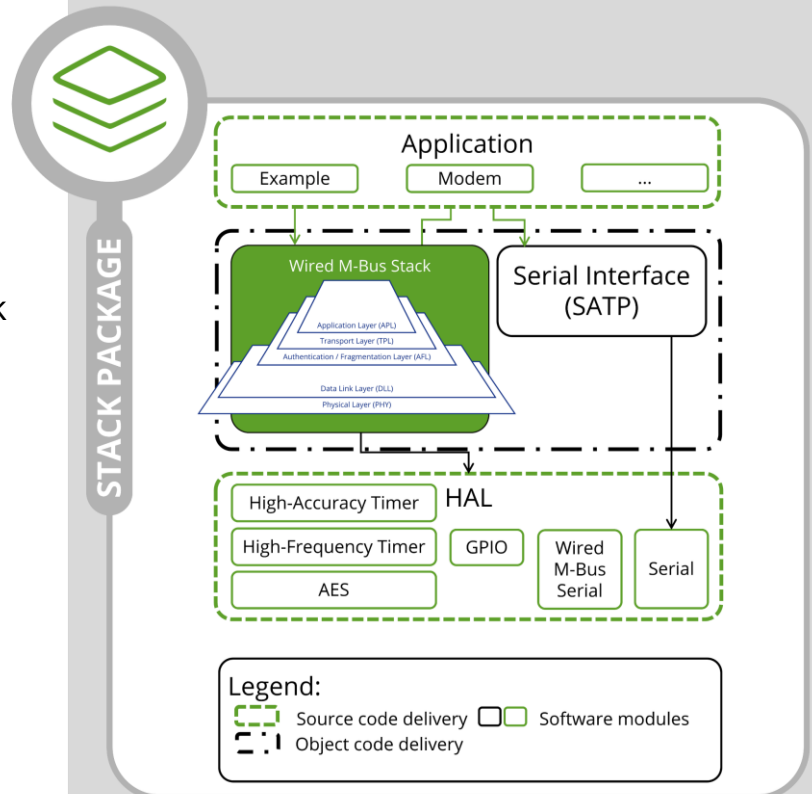 STACK PACKAGE
k
Application
Example
Modem
...
Wired M-Bus Stack
Application Layer (APL)
Transport Layer (TPL)
Authentication / Fragmentation Layer (AFL)
Data Link Layer (DLL)
Physical Layer (PHY)
Serial Interface
(SATP)
HAL
High-Accuracy Timer
High-Frequency Timer
AES
GPIO
Wired
M-Bus
Serial
Serial
Legend:
Source code delivery
Software modules
Object code delivery